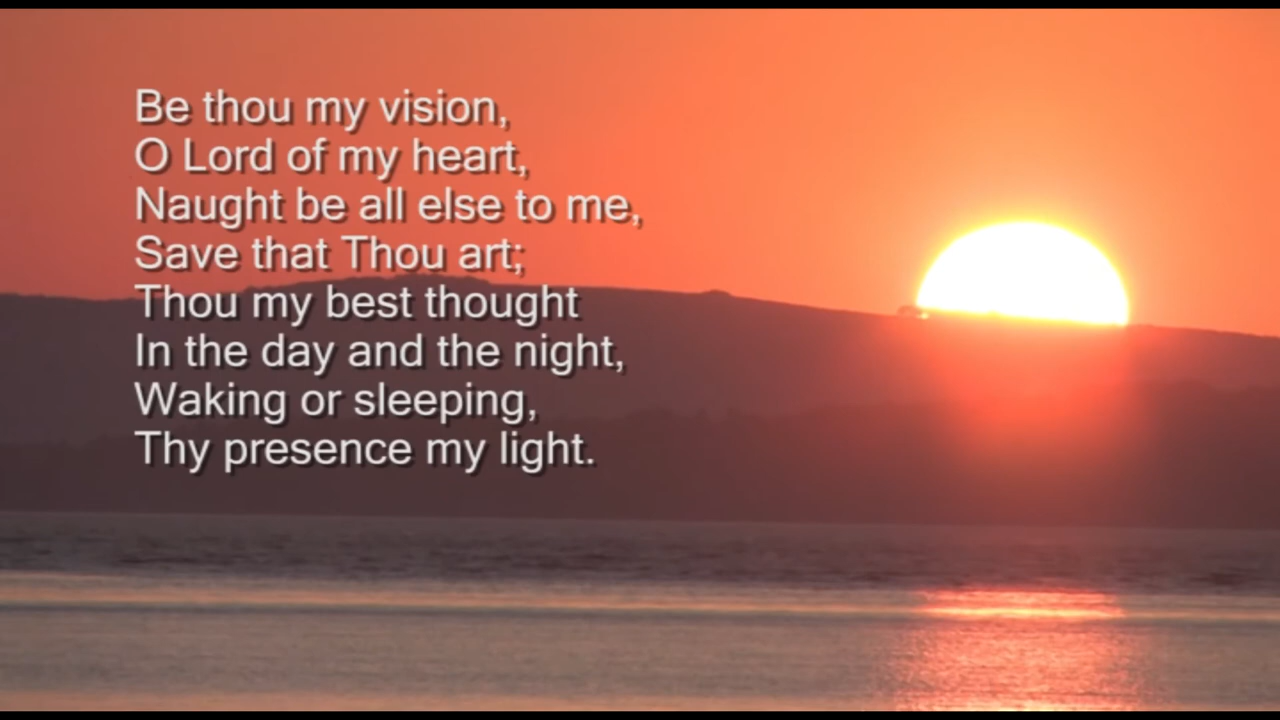 Be thou my vision,
O Lord of my heart,
Naught be all else to me,
Save that Thou art;
Thou my best thought
In the day and the night,
Waking or sleeping,
Thy presence my light.